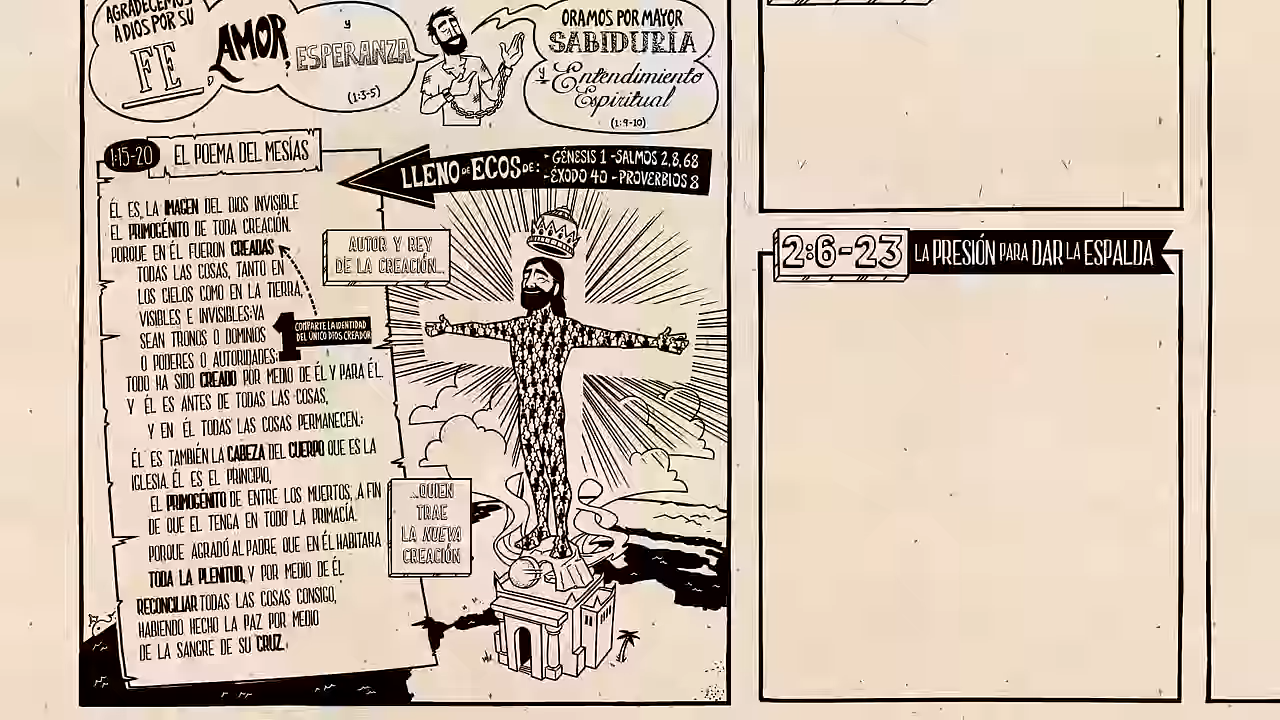 AGRADECEMOS
A DIOS POR SU
FE
AMOR,
y
ESPERANZA
(1:3-5)
ORAMOS POR MAYOR
SABIDURÍA
y Entendimiento
Espiritual
(1:9-10)
1:15-20 EL POEMA DEL MESÍAS
LLENO DE ECOS DE:
- GÉNESIS 1 - SALMOS 2, 8, 68
- ÉXODO 40 - PROVERBIOS 8
ÉL ES LA IMAGEN DEL DIOS INVISIBLE
EL PRIMOGÉNITO DE TODA CREACIÓN.
PORQUE EN ÉL FUERON CREADAS
TODAS LAS COSAS, TANTO EN
LOS CIELOS COMO EN LA TIERRA,
VISIBLES E INVISIBLES; YA
SEAN TRONOS O DOMINIOS
O PODERES O AUTORIDADES;
TODO HA SIDO CREADO POR MEDIO DE ÉL Y PARA ÉL.
Y ÉL ES ANTES DE TODAS LAS COSAS,
Y EN ÉL TODAS LAS COSAS PERMANECEN;
ÉL ES TAMBIÉN LA CABEZA DEL CUERPO QUE ES LA
IGLESIA. ÉL ES EL PRINCIPIO,
EL PRIMOGÉNITO DE ENTRE LOS MUERTOS, A FIN
DE QUE EL TENGA EN TODO LA PRIMACÍA.
PORQUE AGRADÓ AL PADRE QUE EN ÉL HABITARA
TODA LA PLENITUD, Y POR MEDIO DE ÉL
RECONCILIAR TODAS LAS COSAS CONSIGO,
HABIENDO HECHO LA PAZ POR MEDIO
DE LA SANGRE DE SU CRUZ.
1 COMPARTE LA IDENTIDAD
DEL ÚNICO DIOS CREADOR
AUTOR Y REY
DE LA CREACIÓN...
...QUIEN
TRAE
LA NUEVA
CREACIÓN
2:6-23 LA PRESIÓN PARA DAR LA ESPALDA